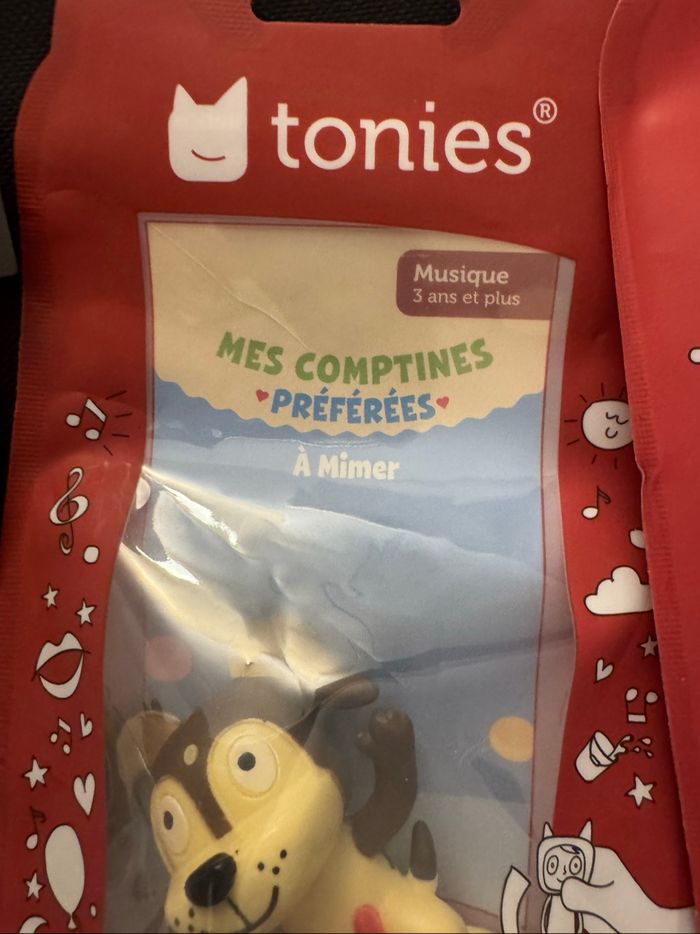 tonies®
Musique
3 ans et plus
MES COMPTINES
PRÉFÉRÉES
À Mimer